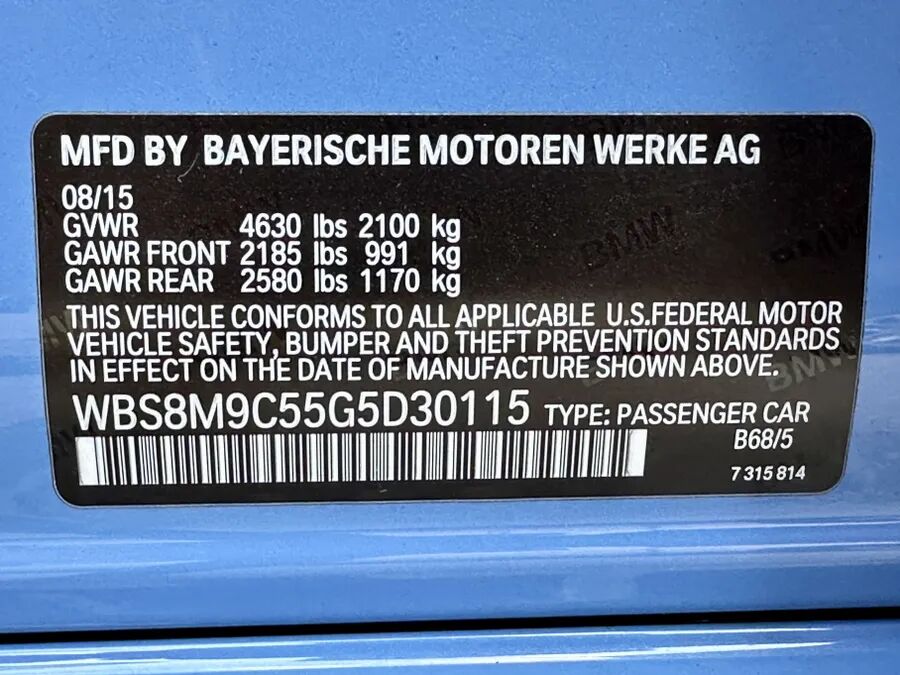 MFD BY BAYERISCHE MOTOREN WERKE AG
08/15
GVWR 4630 lbs 2100 kg
GAWR FRONT 2185 lbs 991 kg
GAWR REAR 2580 lbs 1170 kg
THIS VEHICLE CONFORMS TO ALL APPLICABLE U.S.FEDERAL MOTOR
VEHICLE SAFETY, BUMPER AND THEFT PREVENTION STANDARDS
IN EFFECT ON THE DATE OF MANUFACTURE SHOWN ABOVE.
WBS8M9C55G5D30115 TYPE: PASSENGER CAR
B68/5
7 315 814
BMW
BMW
BMW